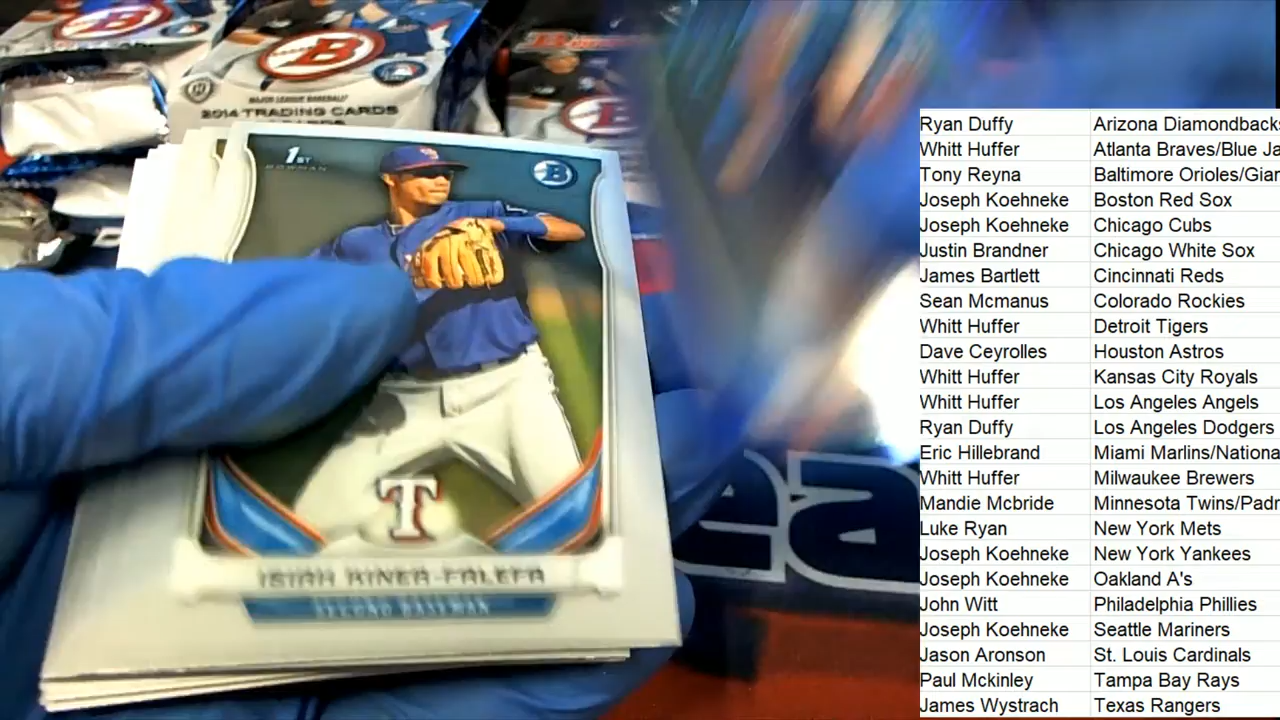 B
MAJOR LEAGUE BASEBALL
2014 TRADING CARDS
1ST
BOWMAN
B
T
ISIAH KINER-FALEFA
SECOND BASEMAN
Ryan Duffy Arizona Diamondbacks
Whitt Huffer Atlanta Braves/Blue Ja
Tony Reyna Baltimore Orioles/Gian
Joseph Koehneke Boston Red Sox
Joseph Koehneke Chicago Cubs
Justin Brandner Chicago White Sox
James Bartlett Cincinnati Reds
Sean Mcmanus Colorado Rockies
Whitt Huffer Detroit Tigers
Dave Ceyrolles Houston Astros
Whitt Huffer Kansas City Royals
Whitt Huffer Los Angeles Angels
Ryan Duffy Los Angeles Dodgers
Eric Hillebrand Miami Marlins/Nationa
Whitt Huffer Milwaukee Brewers
Mandie Mcbride Minnesota Twins/Padr
Luke Ryan New York Mets
Joseph Koehneke New York Yankees
Joseph Koehneke Oakland A's
John Witt Philadelphia Phillies
Joseph Koehneke Seattle Mariners
Jason Aronson St. Louis Cardinals
Paul Mckinley Tampa Bay Rays
James Wystrach Texas Rangers